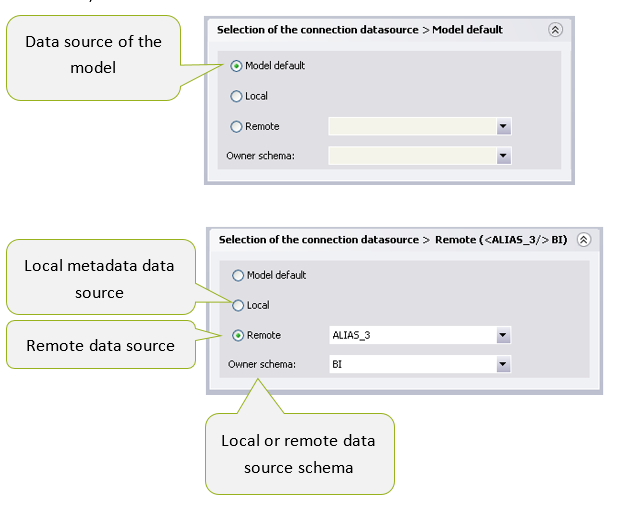 Data source of the
model
Selection of the connection datasource > Model default
Model default
Local
Remote
Owner schema:
Selection of the connection datasource > Remote (<ALIAS_3/> BI)
Model default
Local
Remote ALIAS_3
Owner schema: BI
Local metadata data
source
Remote data source
Local or remote data
source schema